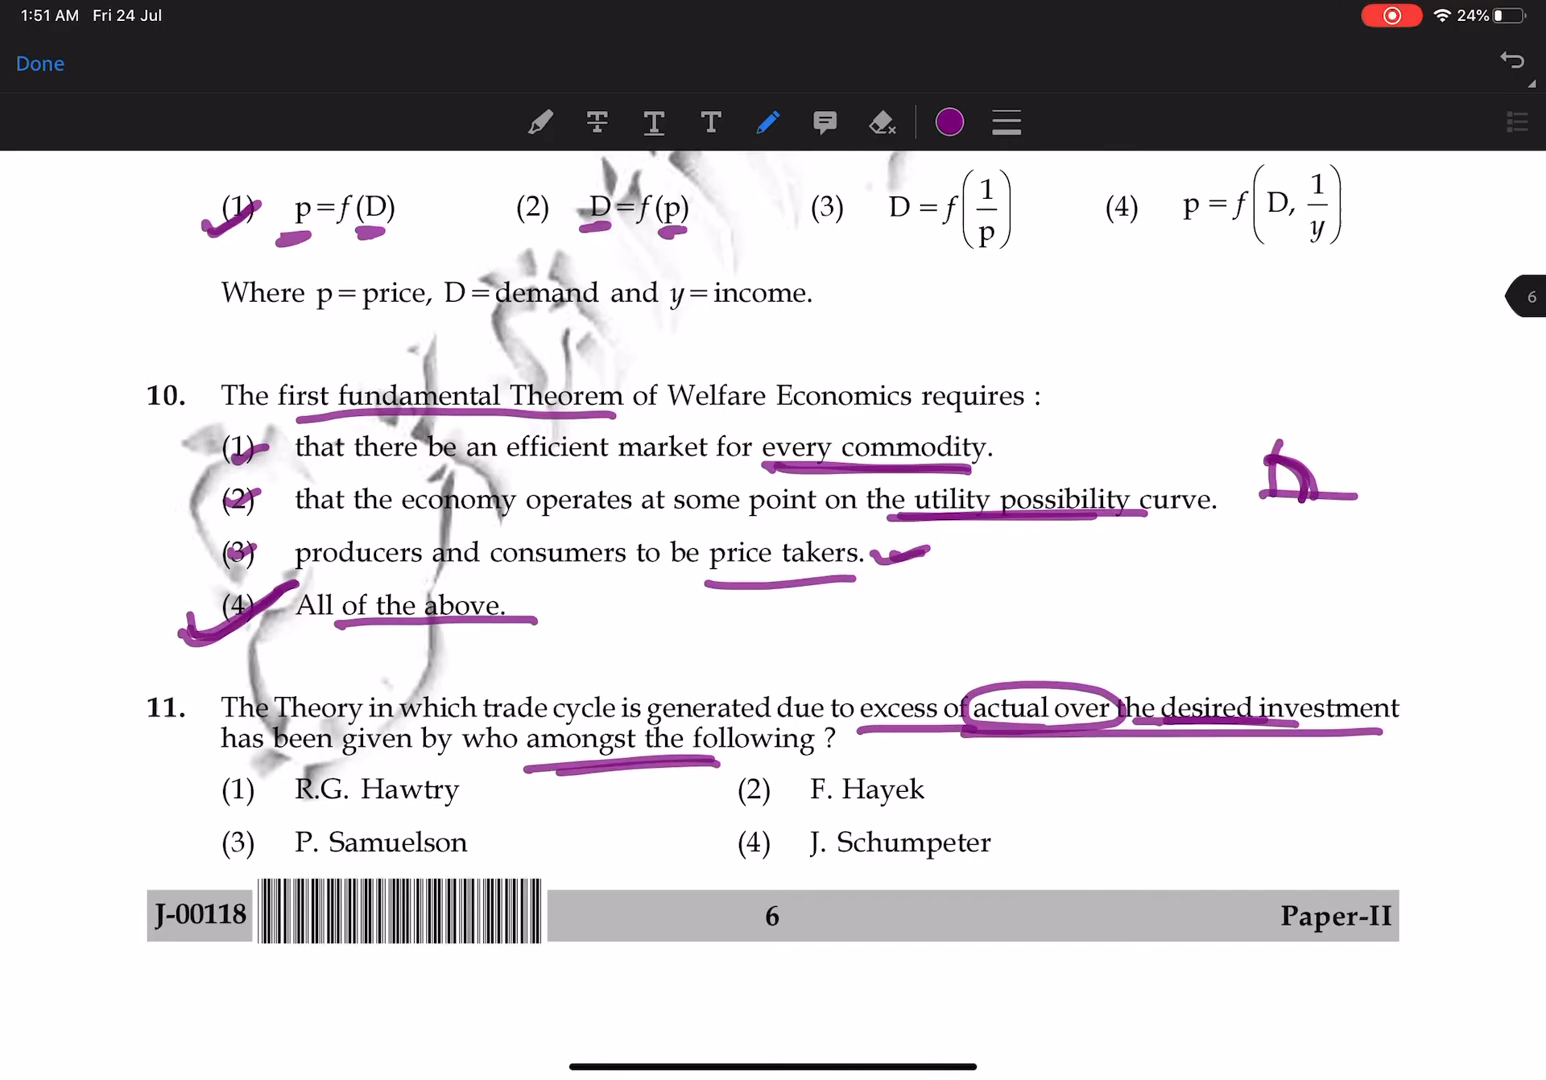 1:51 AM Fri 24 Jul 24%
Done
(1) p=f(D) (2) D=f(p) (3) D = f(1/p) (4) p = f(D, 1/y)
Where p=price, D=demand and y=income.
6
10. The first fundamental Theorem of Welfare Economics requires :
(1) that there be an efficient market for every commodity.
(2) that the economy operates at some point on the utility possibility curve.
(3) producers and consumers to be price takers.
(4) All of the above.
11. The Theory in which trade cycle is generated due to excess of actual over the desired investment
has been given by who amongst the following ?
(1) R.G. Hawtry (2) F. Hayek
(3) P. Samuelson (4) J. Schumpeter
J-00118 6 Paper-II